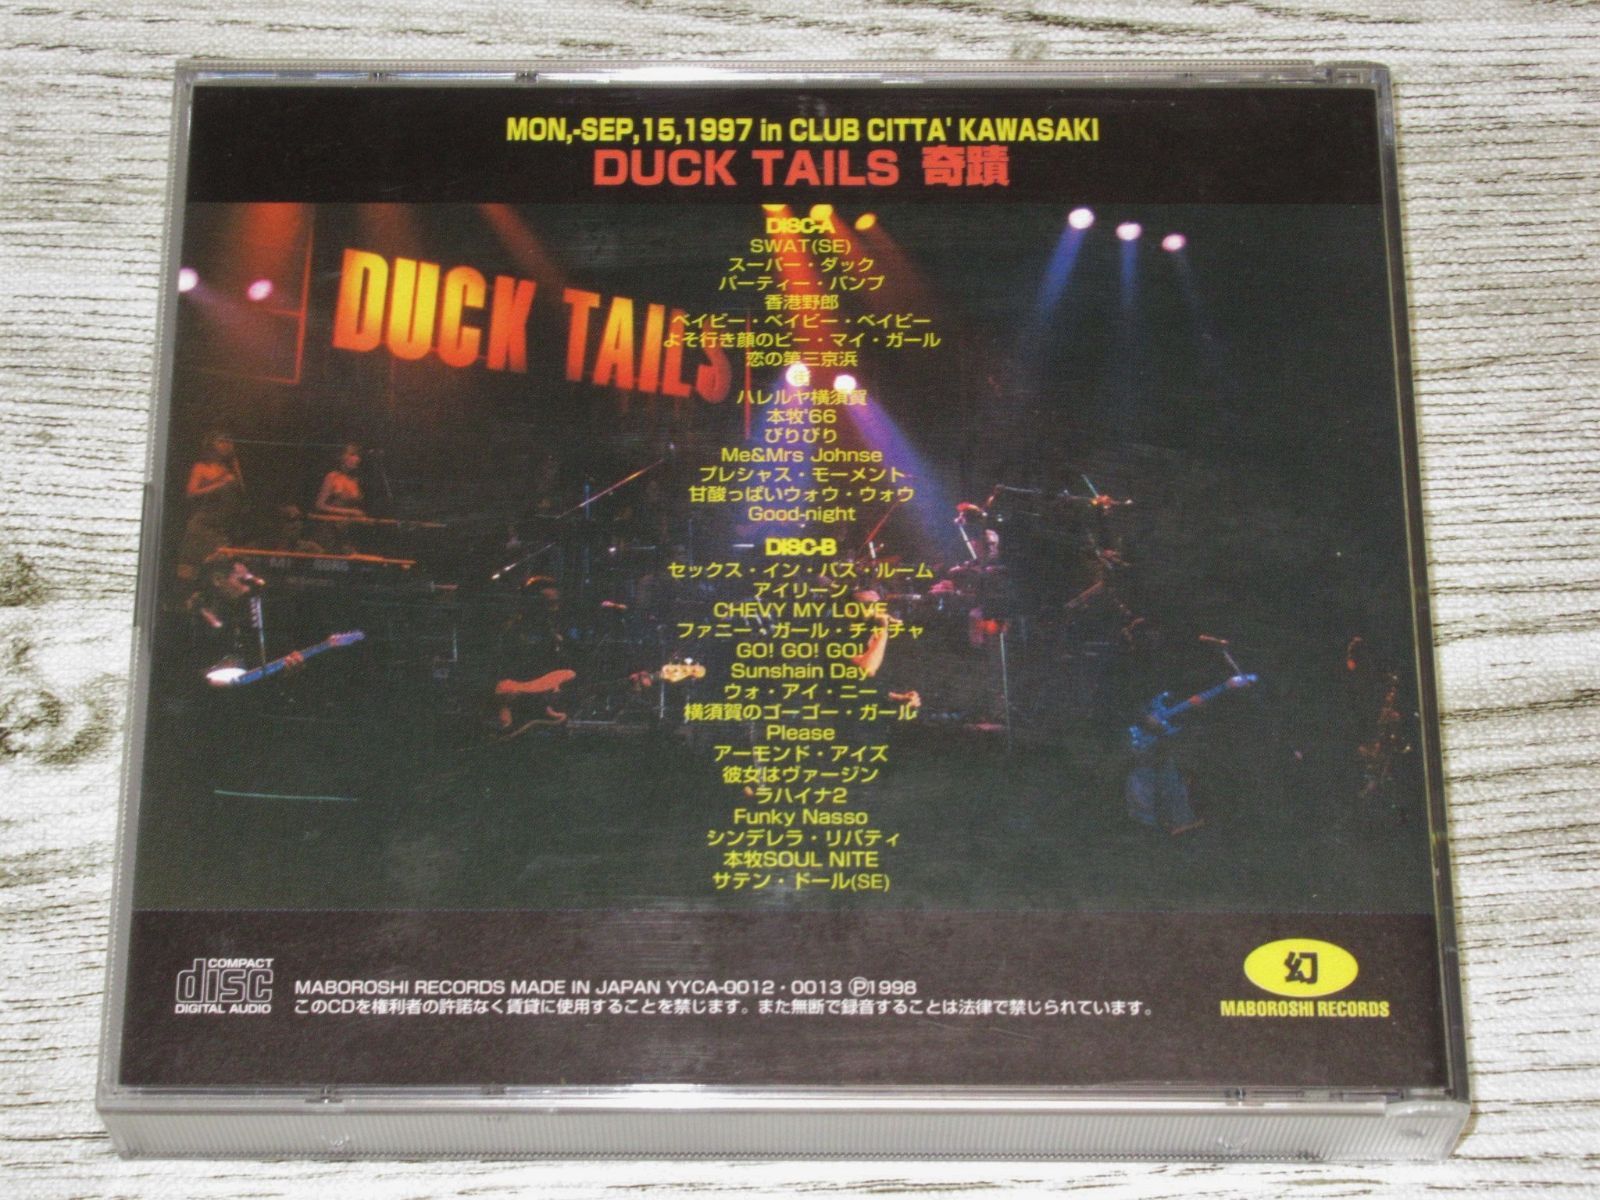 MON,-SEP,15,1997 in CLUB CITTA' KAWASAKI
DUCK TAILS 奇蹟
DUCK TAILS
DISC-A
SWAT(SE)
スーパー・ダック
パーティー・バンプ
香港野郎
ベイビー・ベイビー・ベイビー
よそ行き顔のビー・マイ・ガール
恋の第三京浜
街
ハレルヤ横須賀
本牧'66
びりびり
Me&Mrs Johnse
プレシャス・モーメント
甘酸っぱいウォウ・ウォウ
Good-night
DISC-B
セックス・イン・バス・ルーム
アイリーン
CHEVY MY LOVE
ファニー・ガール・チャチャ
GO! GO! GO!
Sunshain Day
ウォ・アイ・ニー
横須賀のゴーゴー・ガール
Please
アーモンド・アイズ
彼女はヴァージン
ラハイナ2
Funky Nasso
シンデレラ・リバティ
本牧SOUL NITE
サテン・ドール(SE)
COMPACT
disc
DIGITAL AUDIO
MABOROSHI RECORDS MADE IN JAPAN YYCA-0012・0013 Ⓟ1998
このCDを権利者の許諾なく賃貸に使用することを禁じます。また無断で録音することは法律で禁じられています。
幻
MABOROSHI RECORDS